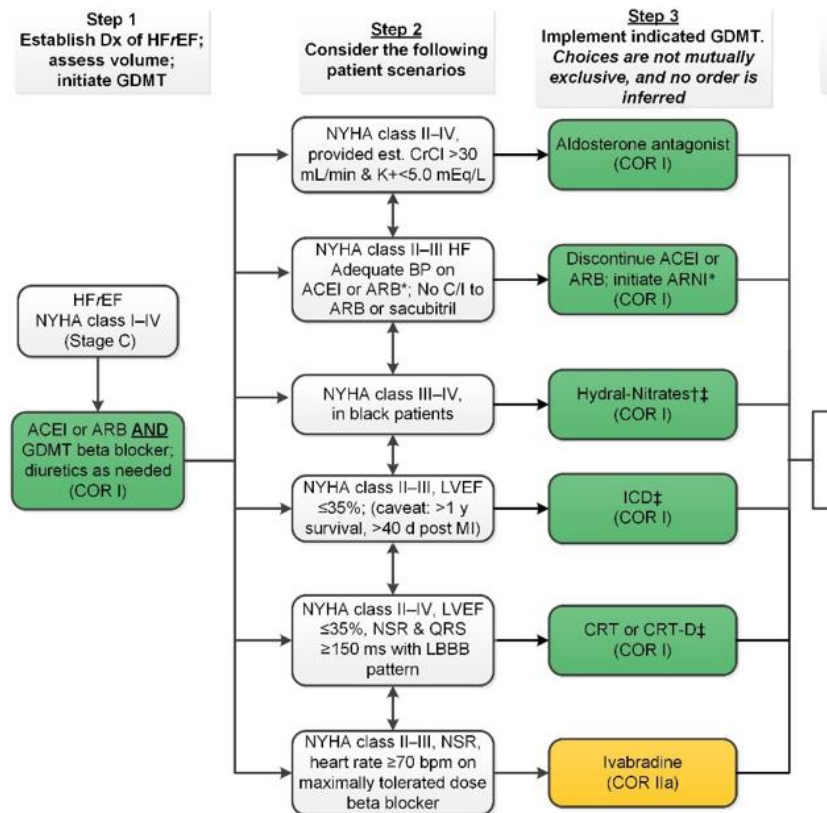 Step 1
Establish Dx of HFrEF;
assess volume;
initiate GDMT
Step 2
Consider the following
patient scenarios
Step 3
Implement indicated GDMT.
Choices are not mutually
exclusive, and no order is
inferred
HFrEF
NYHA class I–IV
(Stage C)
ACEI or ARB AND
GDMT beta blocker;
diuretics as needed
(COR I)
NYHA class II–IV,
provided est. CrCl >30
mL/min & K+<5.0 mEq/L
Aldosterone antagonist
(COR I)
NYHA class II–III HF
Adequate BP on
ACEI or ARB*; No C/I to
ARB or sacubitril
Discontinue ACEI or
ARB; initiate ARNI*
(COR I)
NYHA class III–IV,
in black patients
Hydral-Nitrates†‡
(COR I)
NYHA class II–III, LVEF
≤35%; (caveat: >1 y
survival, >40 d post MI)
ICD‡
(COR I)
NYHA class II–IV, LVEF
≤35%, NSR & QRS
≥150 ms with LBBB
pattern
CRT or CRT-D‡
(COR I)
NYHA class II–III, NSR,
heart rate ≥70 bpm on
maximally tolerated dose
beta blocker
Ivabradine
(COR IIa)